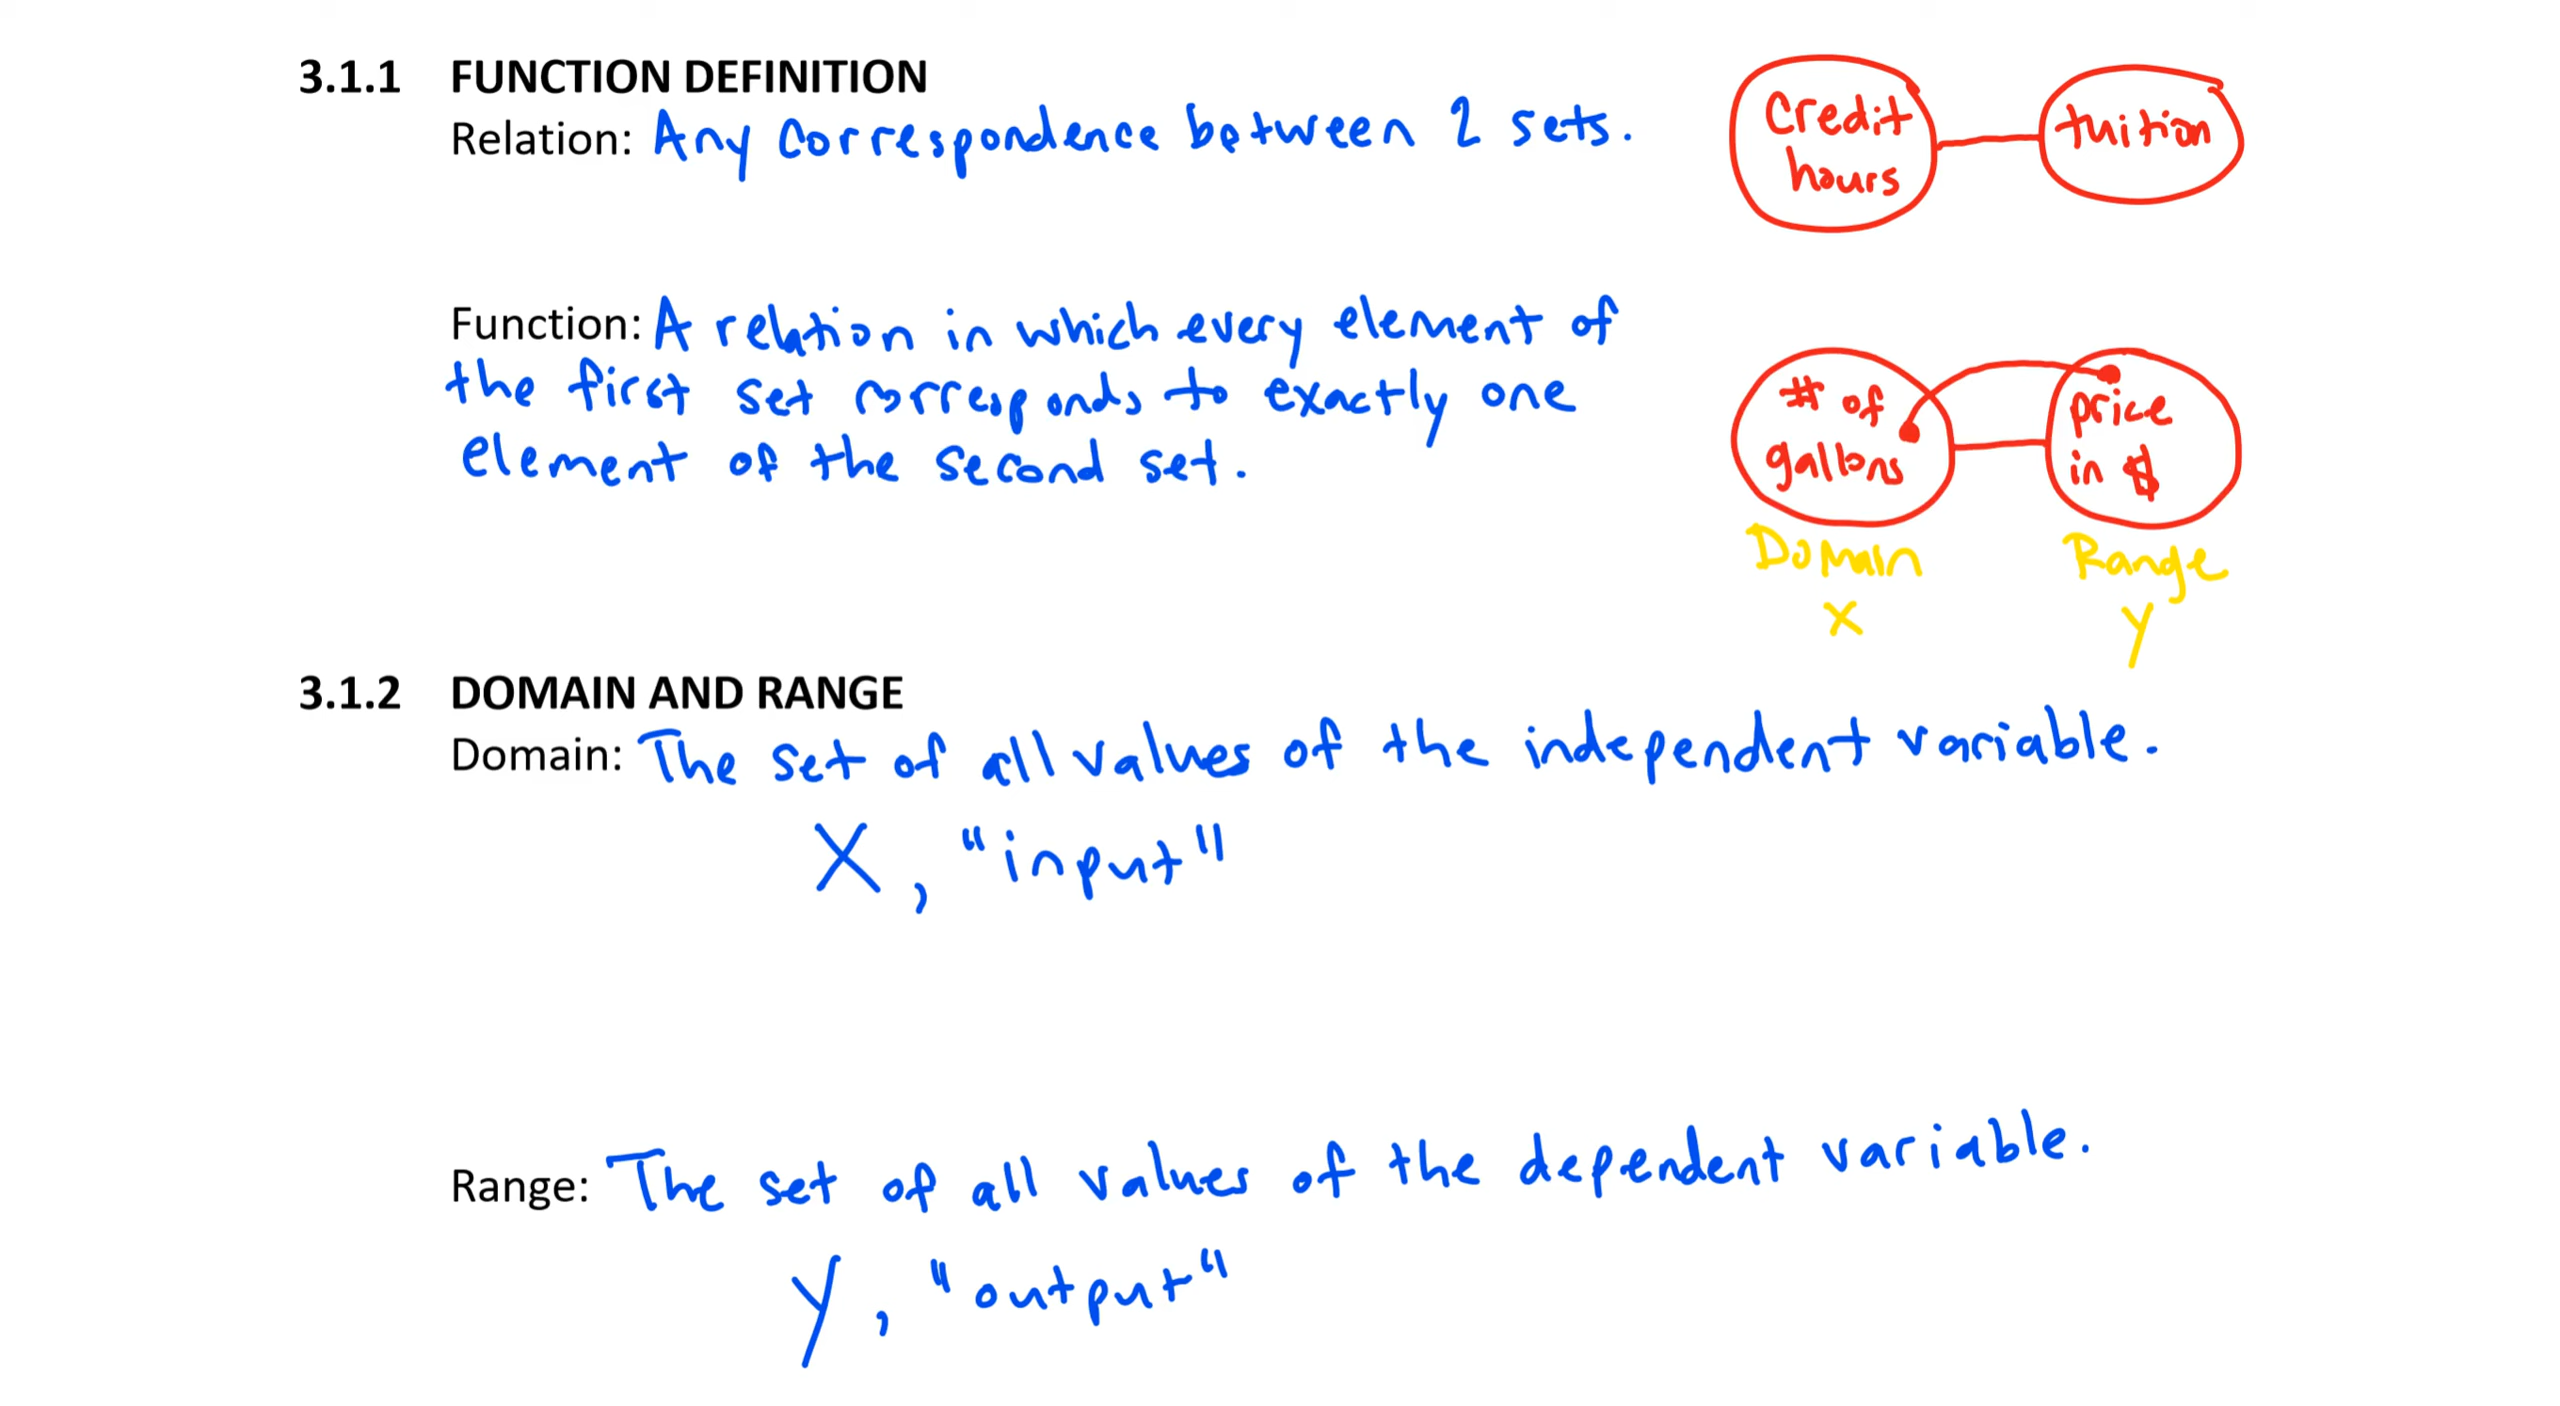 3.1.1 FUNCTION DEFINITION
Relation: Any correspondence between 2 sets.
credit
hours
tuition
Function: A relation in which every element of
the first set corresponds to exactly one
element of the second set.
# of
gallons
price
in $
Domain
X
Range
Y
3.1.2 DOMAIN AND RANGE
Domain: The set of all values of the independent variable.
X, "input"
Range: The set of all values of the dependent variable.
Y, "output"